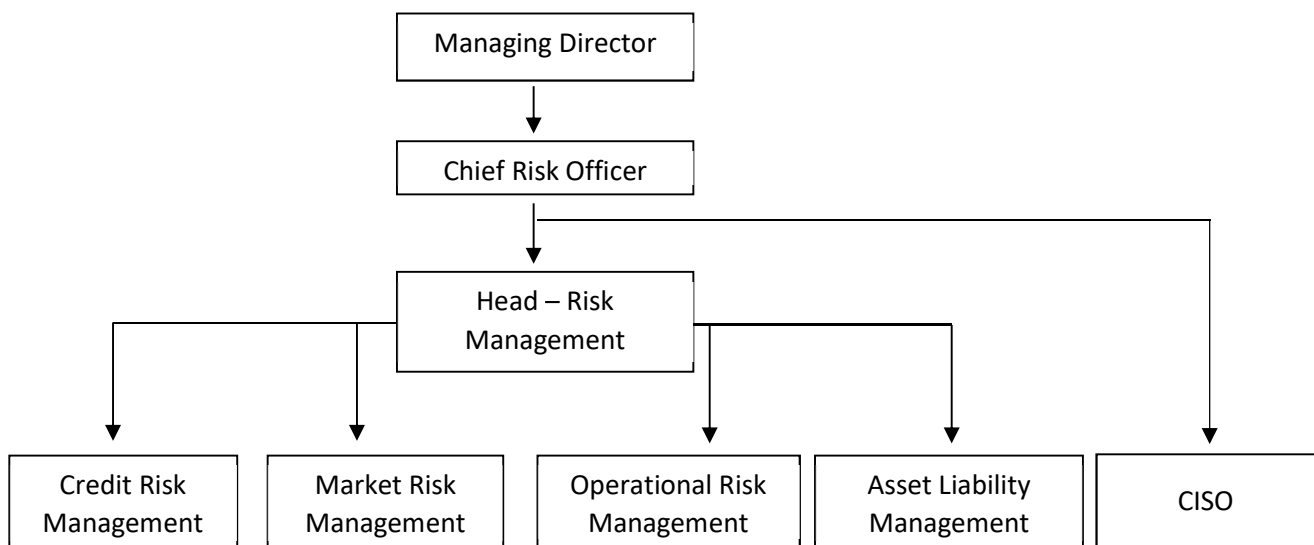 Managing Director
Chief Risk Officer
Head – Risk
Management
Credit Risk
Management
Market Risk
Management
Operational Risk
Management
Asset Liability
Management
CISO